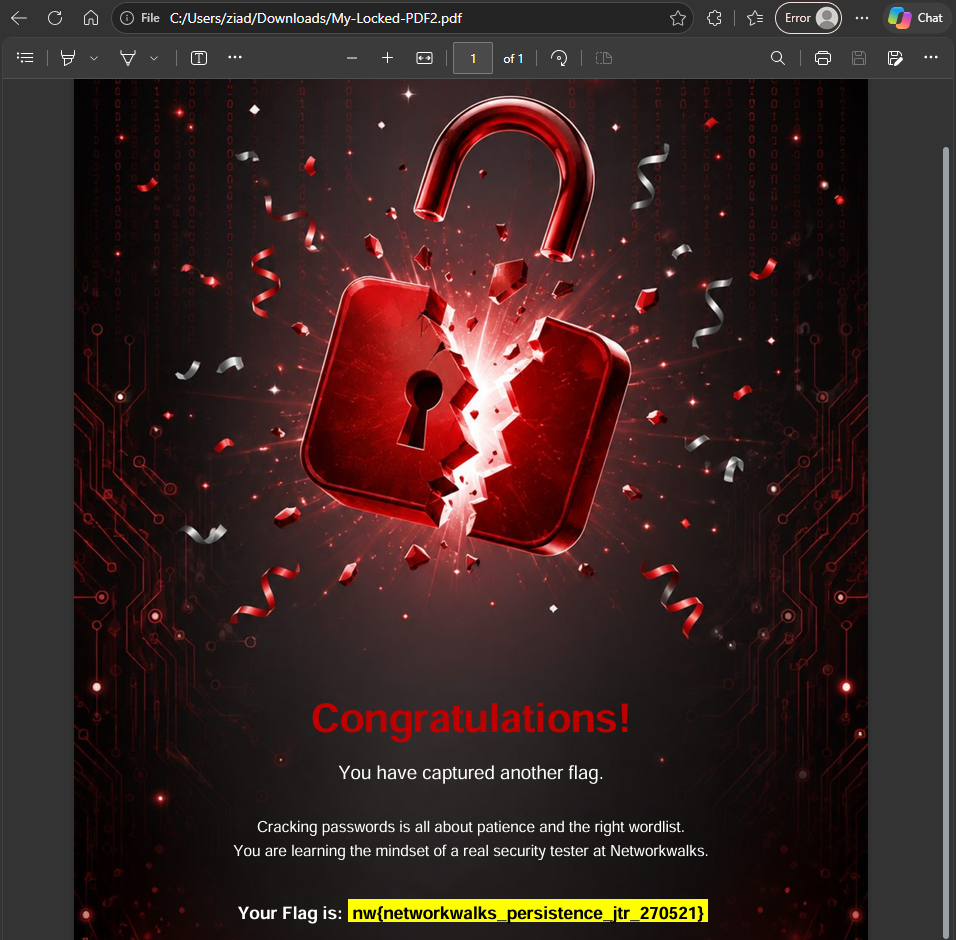 File C:/Users/ziad/Downloads/My-Locked-PDF2.pdf Error Chat
1 of 1
Congratulations!
You have captured another flag.
Cracking passwords is all about patience and the right wordlist.
You are learning the mindset of a real security tester at Networkwalks.
Your Flag is: nw{networkwalks_persistence_jtr_270521}